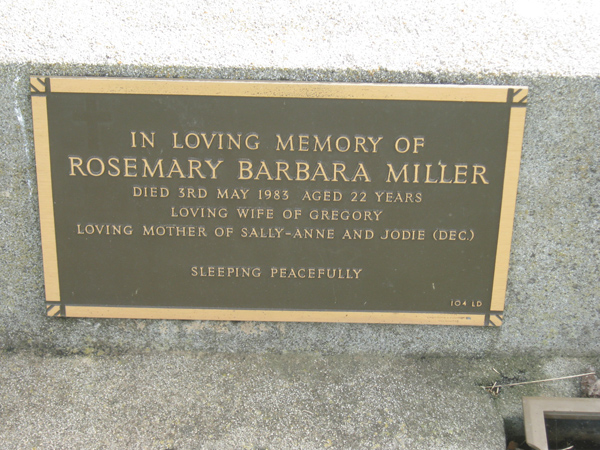 IN LOVING MEMORY OF
ROSEMARY BARBARA MILLER
DIED 3RD MAY 1983 AGED 22 YEARS
LOVING WIFE OF GREGORY
LOVING MOTHER OF SALLY-ANNE AND JODIE (DEC.)
SLEEPING PEACEFULLY
104 LD